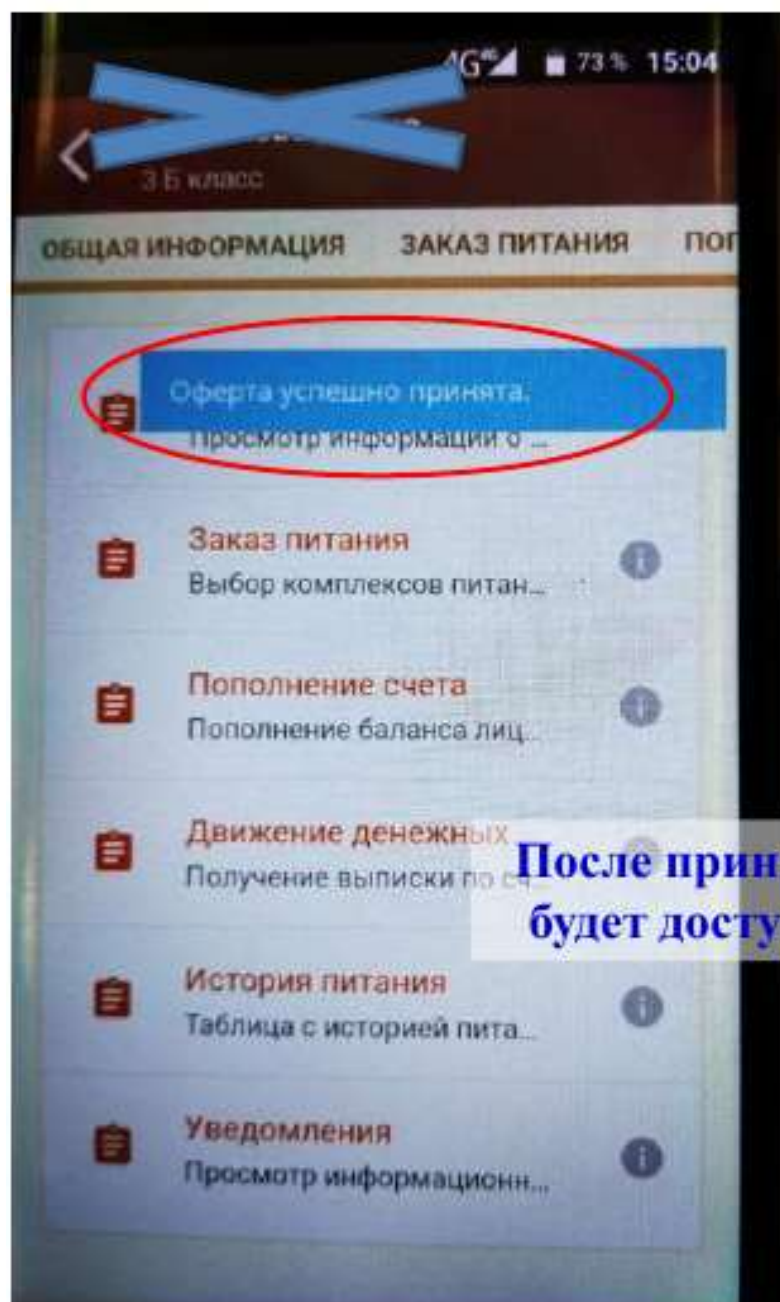 4G 73 % 15:04
3 Б класс
ОБЩАЯ ИНФОРМАЦИЯ ЗАКАЗ ПИТАНИЯ ПОП
Оферта успешно принята.
Просмотр информации о ...
Заказ питания
Выбор комплексов питан...
Пополнение счета
Пополнение баланса лиц...
Движение денежных
Получение выписки по сч...
После прин
будет досту
История питания
Таблица с историей пита...
Уведомления
Просмотр информационн...